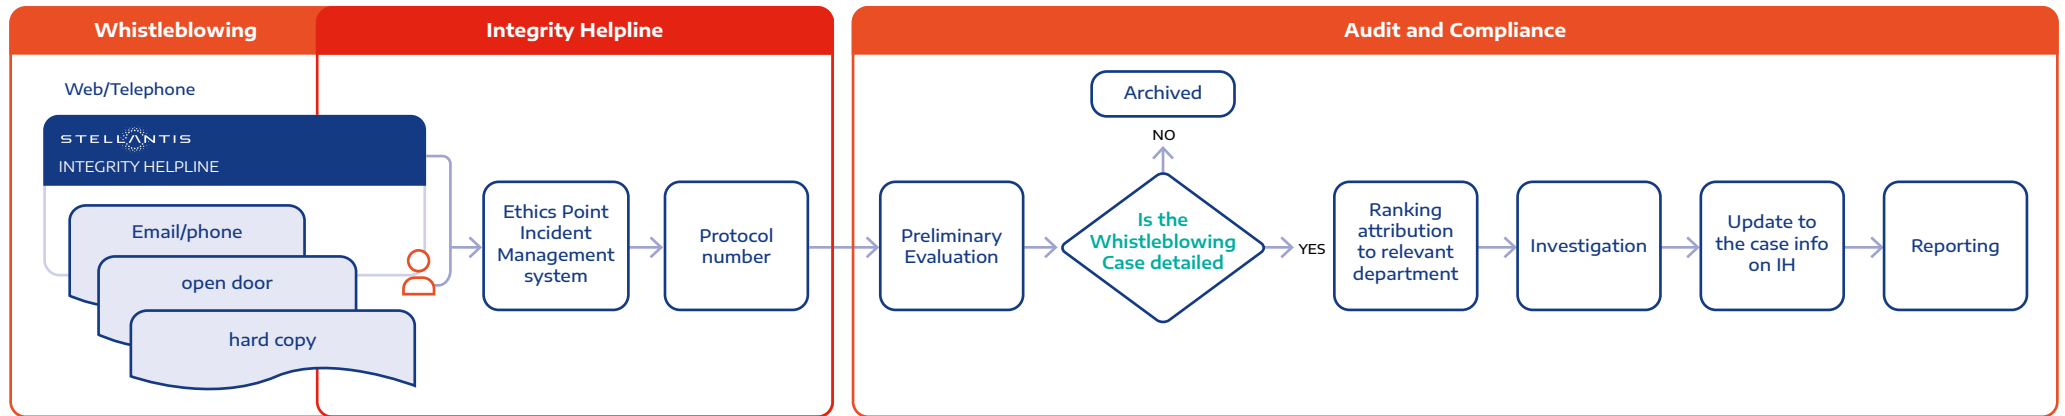 Whistleblowing
Integrity Helpline
Audit and Compliance
Web/Telephone
STELLANTIS
INTEGRITY HELPLINE
Email/phone
open door
hard copy
Ethics Point
Incident
Management
system
Protocol
number
Preliminary
Evaluation
Archived
NO
Is the
Whistleblowing
Case detailed
YES
Ranking
attribution
to relevant
department
Investigation
Update to
the case info
on IH
Reporting